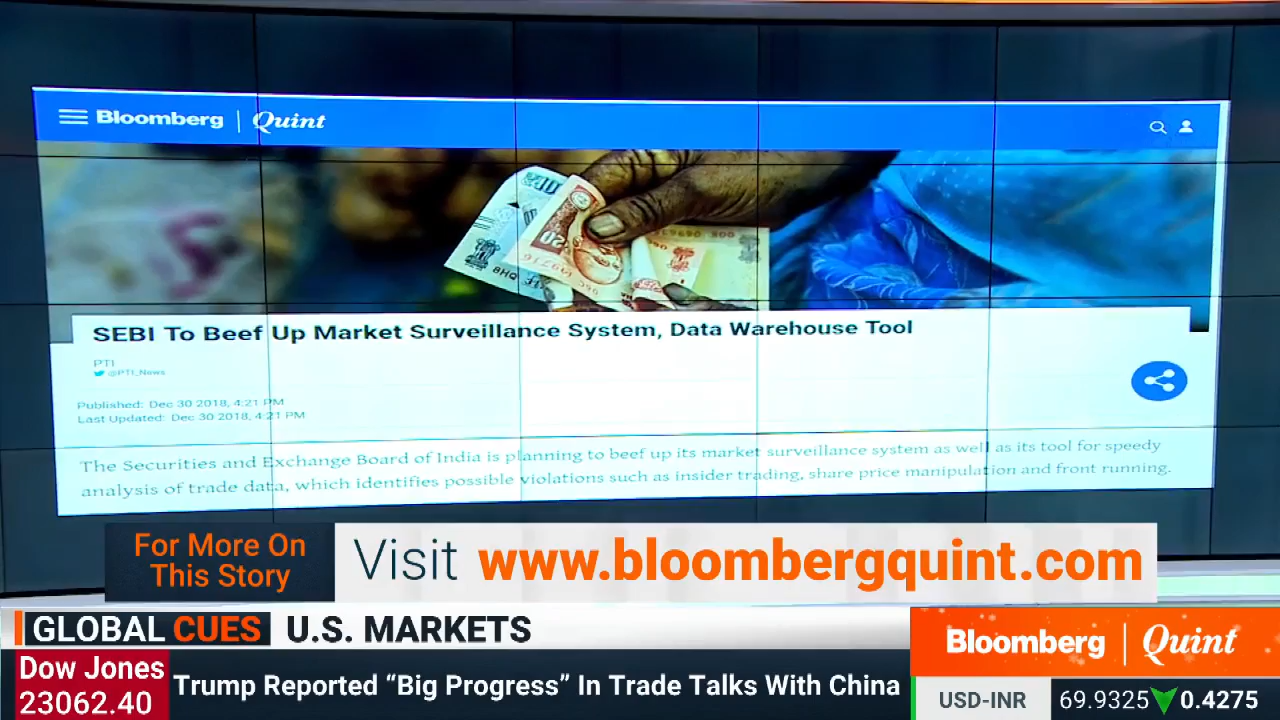 Bloomberg | Quint
SEBI To Beef Up Market Surveillance System, Data Warehouse Tool
PTI
@PTI_News
Published: Dec 30 2018, 4:21 PM
Last Updated: Dec 30 2018, 4:21 PM
The Securities and Exchange Board of India is planning to beef up its market surveillance system as well as its tool for speedy
analysis of trade data, which identifies possible violations such as insider trading, share price manipulation and front running.
For More On
This Story
Visit www.bloombergquint.com
GLOBAL CUES U.S. MARKETS
Bloomberg | Quint
Dow Jones
23062.40
Trump Reported “Big Progress” In Trade Talks With China
USD-INR 69.9325 0.4275